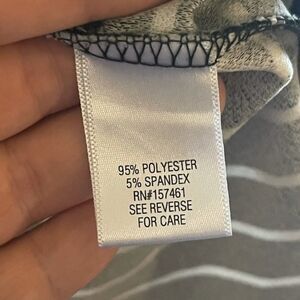 95% POLYESTER
5% SPANDEX
RN#157461
SEE REVERSE
FOR CARE